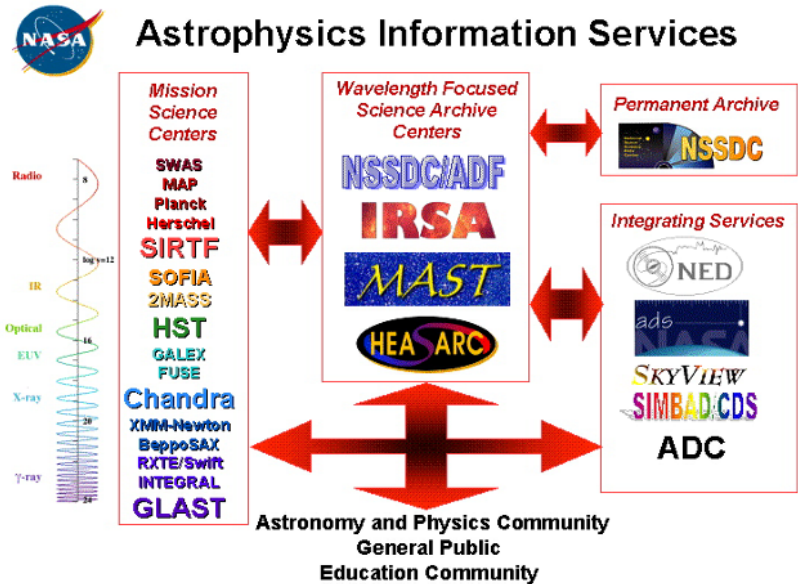 NASA
Astrophysics Information Services
Mission
Science
Centers
SWAS
MAP
Planck
Herschel
SIRTF
SOFIA
2MASS
HST
GALEX
FUSE
Chandra
XMM-Newton
BeppoSAX
RXTE/Swift
INTEGRAL
GLAST
Radio
IR
Optical
EUV
X-ray
γ-ray
8
log ν=12
16
20
24
Wavelength Focused
Science Archive
Centers
NSSDC/ADF
IRSA
MAST
HEASARC
Permanent Archive
NSSDC
Integrating Services
NED
ads
NASA
SKYVIEW
SIMBAD/CDS
ADC
Astronomy and Physics Community
General Public
Education Community